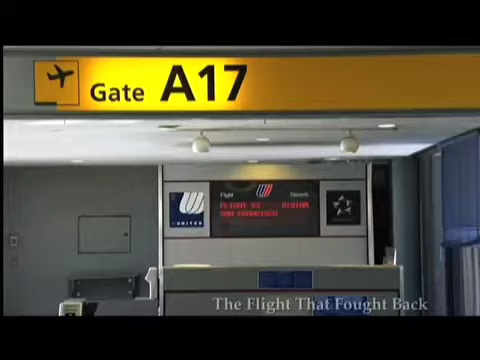 Gate A17
Flight
Departs
FLIGHT 93
SAN FRANCISCO
UNITED
The Flight That Fought Back